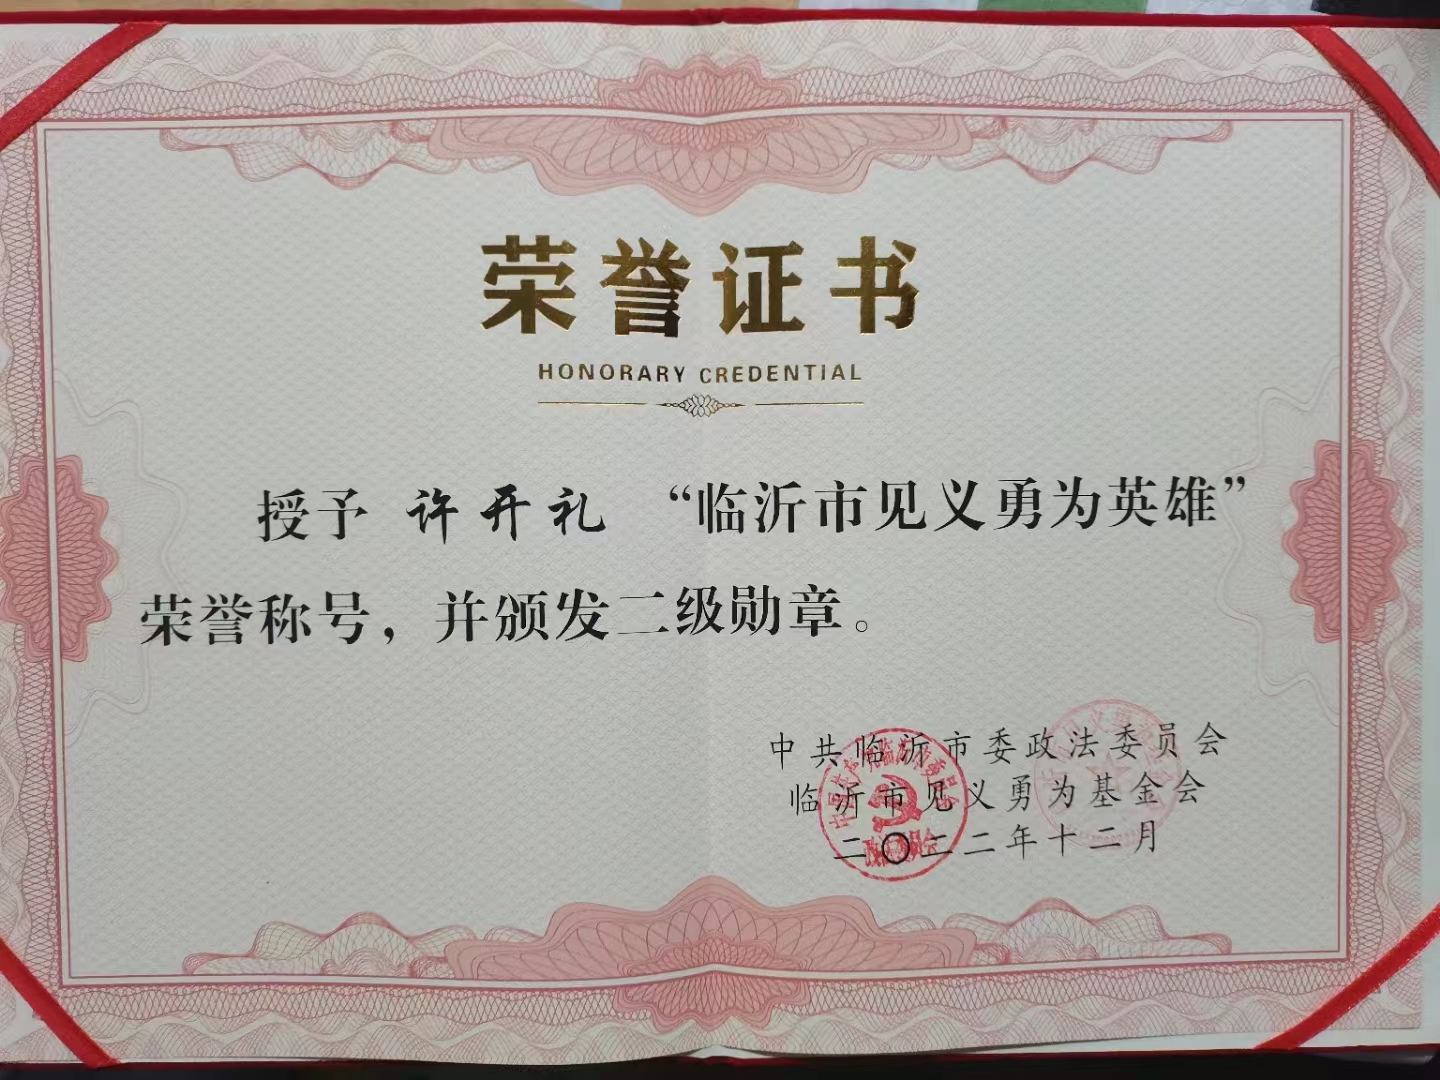 荣誉证书
HONORARY CREDENTIAL
授予 许开礼 “临沂市见义勇为英雄”
荣誉称号，并颁发二级勋章。
中共临沂市委政法委员会
临沂市见义勇为基金会
二〇二二年十二月